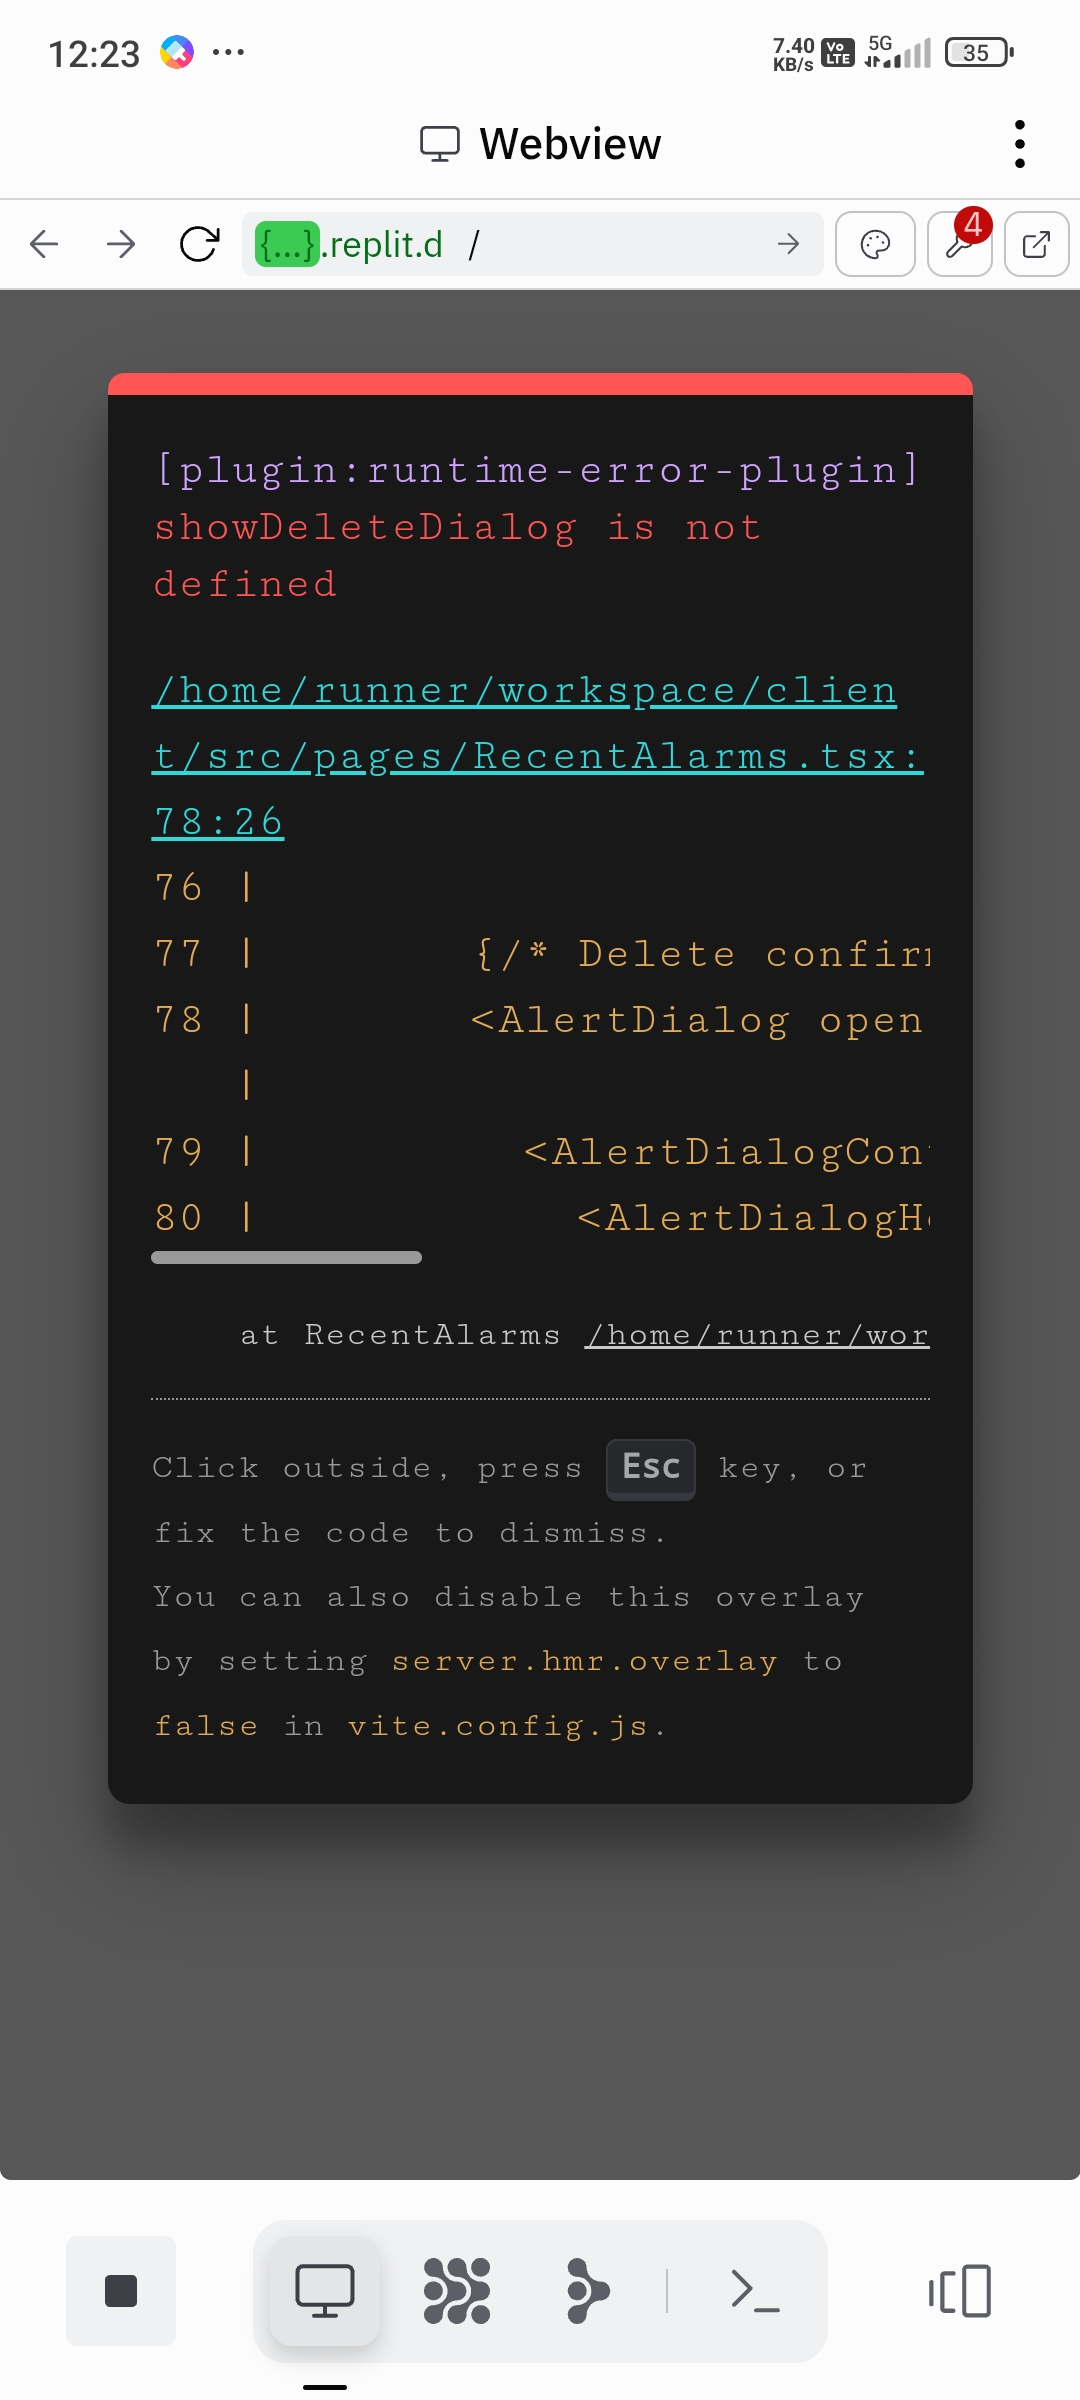 12:23 ... 7.40 KB/s Vo LTE 5G 35
Webview
{...}.replit.d / 4
[plugin:runtime-error-plugin]
showDeleteDialog is not
defined
/home/runner/workspace/clien
t/src/pages/RecentAlarms.tsx:
78:26
76 |
77 | {/* Delete confir
78 | <AlertDialog open
|
79 | <AlertDialogCon
80 | <AlertDialogH
at RecentAlarms /home/runner/wor
Click outside, press Esc key, or
fix the code to dismiss.
You can also disable this overlay
by setting server.hmr.overlay to
false in vite.config.js.